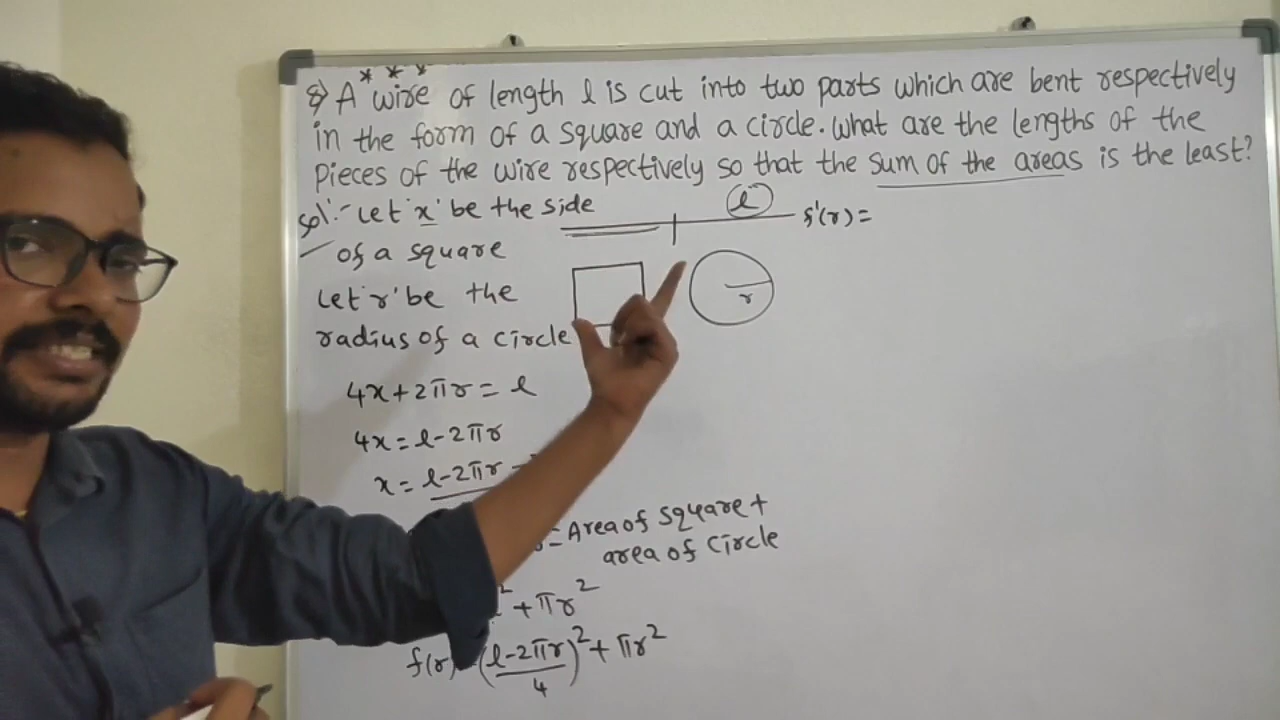 * * *
8) A wire of length l is cut into two parts which are bent respectively
in the form of a square and a circle. What are the lengths of the
pieces of the wire respectively so that the sum of the areas is the least?
Sol:- Let 'x' be the side
of a square
Let 'r' be the
radius of a circle
l
f'(r) =
r
4x+2πr = l
4x = l-2πr
x = l-2πr
= Area of square +
area of circle
² + πr²
f(r) (l-2πr/4)² + πr²